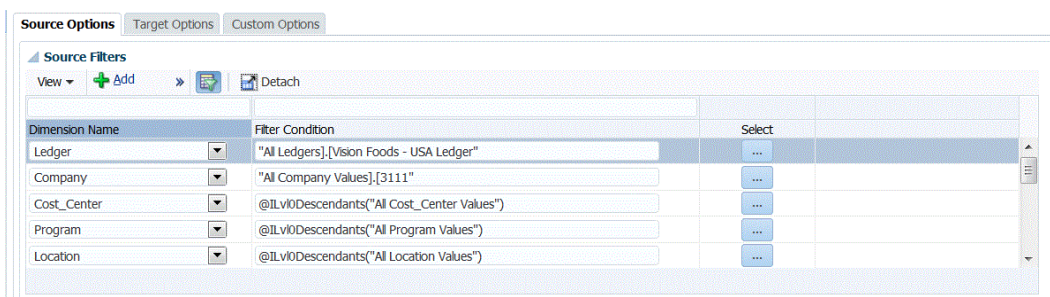 Source Options Target Options Custom Options
Source Filters
View Add » Detach
Dimension Name Filter Condition Select
Ledger "All Ledgers].[Vision Foods - USA Ledger" ...
Company "All Company Values].[3111" ...
Cost_Center @ILvl0Descendants("All Cost_Center Values") ...
Program @ILvl0Descendants("All Program Values") ...
Location @ILvl0Descendants("All Location Values") ...